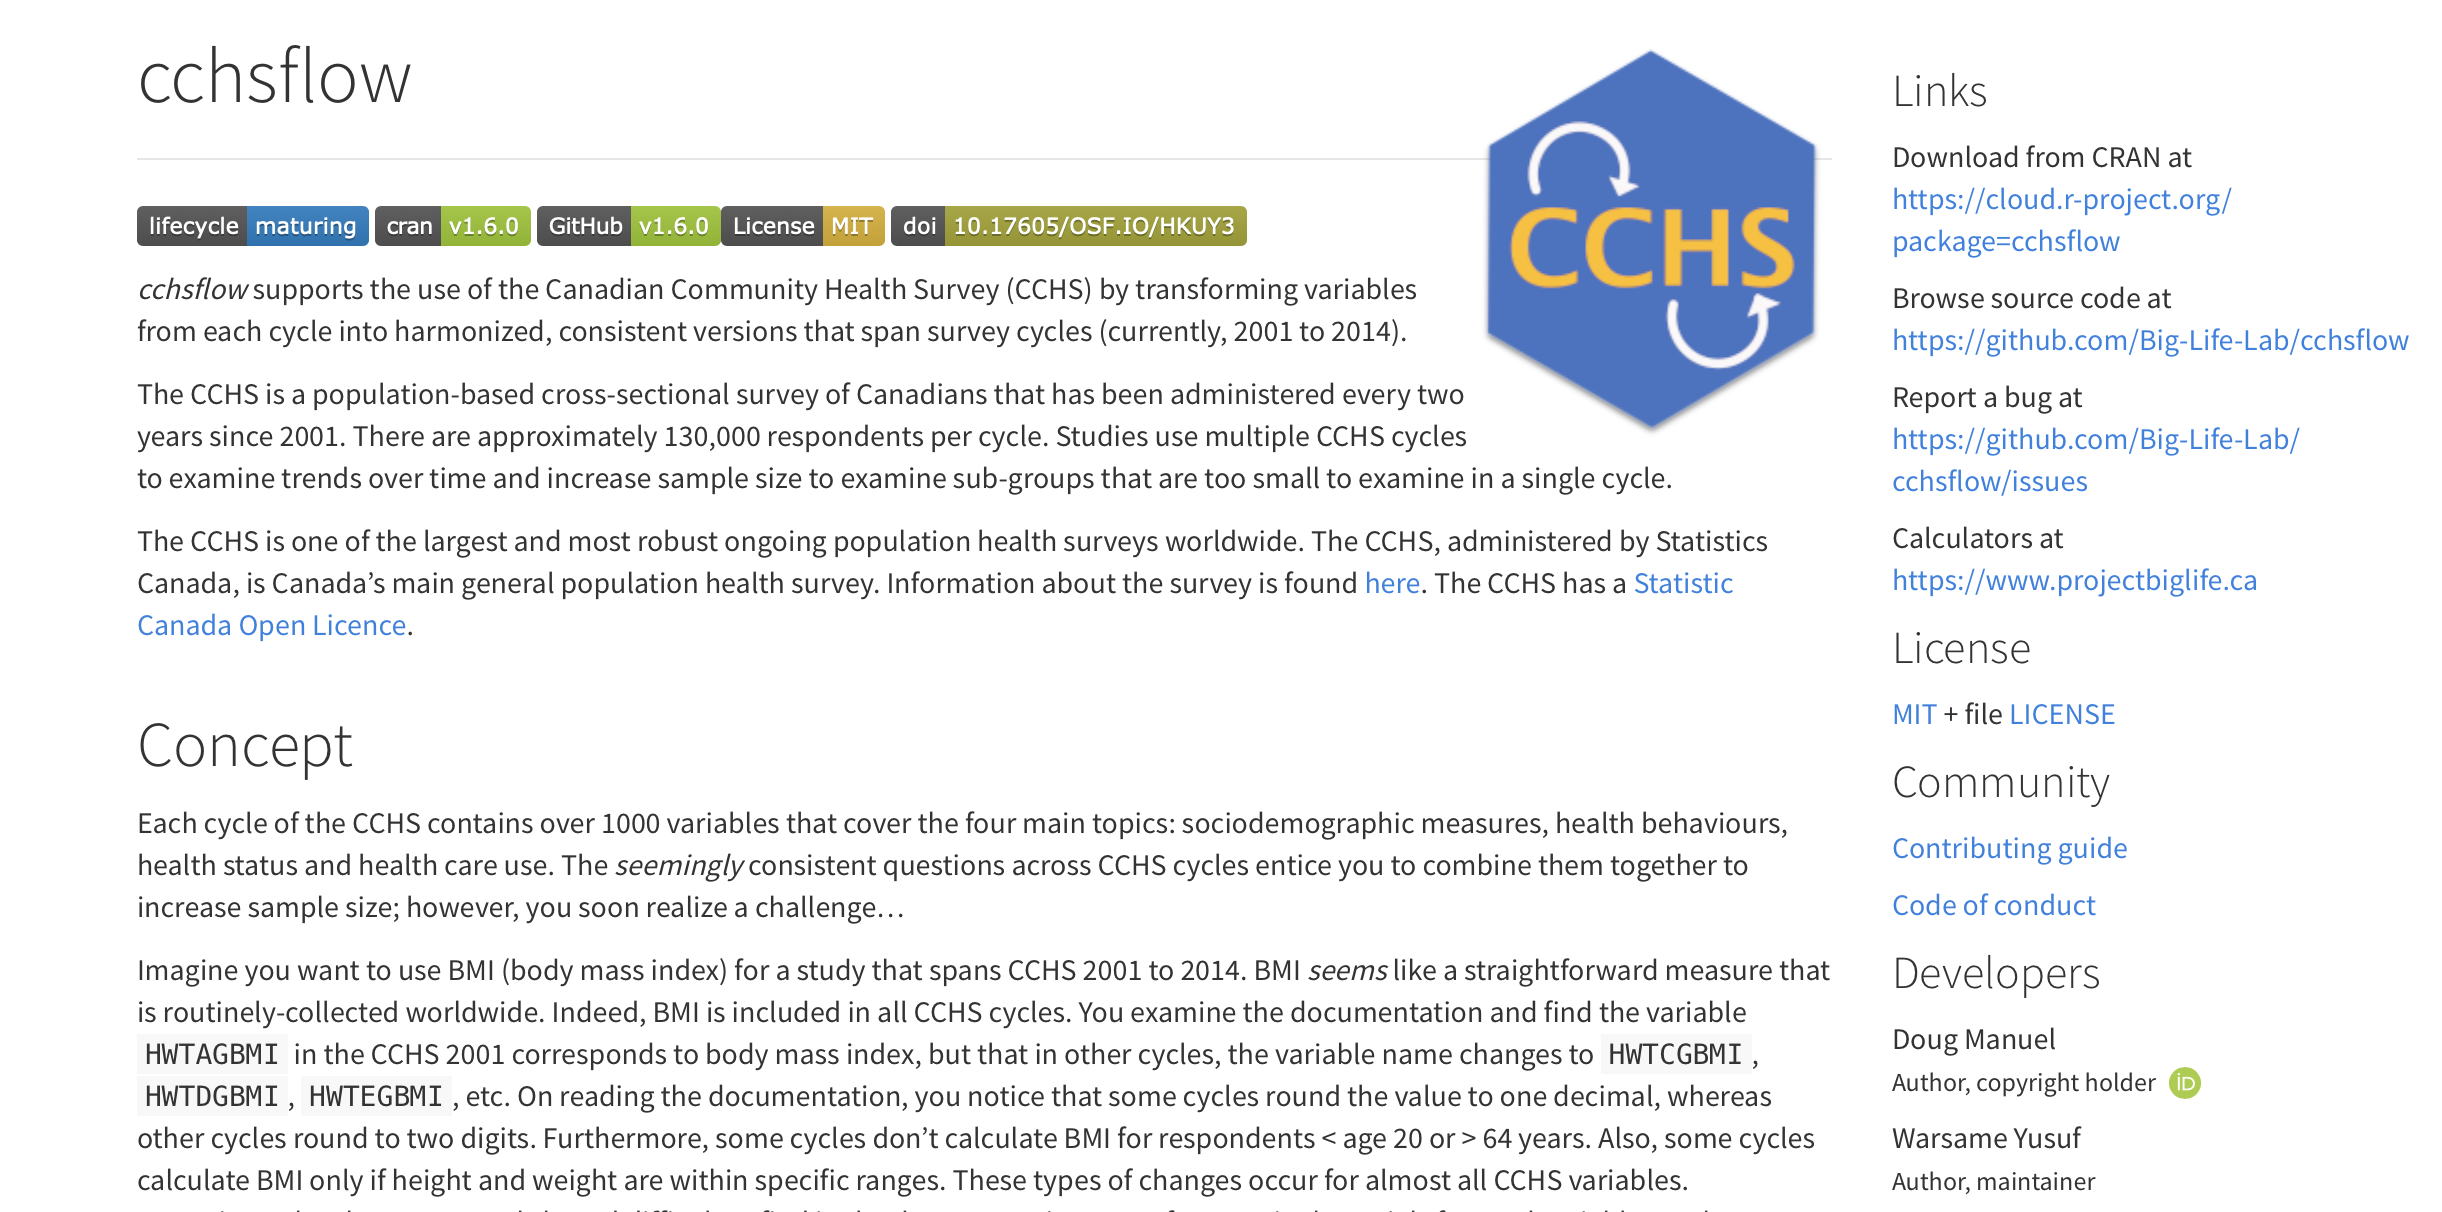 cchsflow
lifecycle maturing cran v1.6.0 GitHub v1.6.0 License MIT doi 10.17605/OSF.IO/HKUY3
CCHS
cchsflow supports the use of the Canadian Community Health Survey (CCHS) by transforming variables
from each cycle into harmonized, consistent versions that span survey cycles (currently, 2001 to 2014).
The CCHS is a population-based cross-sectional survey of Canadians that has been administered every two
years since 2001. There are approximately 130,000 respondents per cycle. Studies use multiple CCHS cycles
to examine trends over time and increase sample size to examine sub-groups that are too small to examine in a single cycle.
The CCHS is one of the largest and most robust ongoing population health surveys worldwide. The CCHS, administered by Statistics
Canada, is Canada’s main general population health survey. Information about the survey is found here. The CCHS has a Statistic
Canada Open Licence.
Concept
Each cycle of the CCHS contains over 1000 variables that cover the four main topics: sociodemographic measures, health behaviours,
health status and health care use. The seemingly consistent questions across CCHS cycles entice you to combine them together to
increase sample size; however, you soon realize a challenge…
Imagine you want to use BMI (body mass index) for a study that spans CCHS 2001 to 2014. BMI seems like a straightforward measure that
is routinely-collected worldwide. Indeed, BMI is included in all CCHS cycles. You examine the documentation and find the variable
HWTAGBMI in the CCHS 2001 corresponds to body mass index, but that in other cycles, the variable name changes to HWTCGBMI,
HWTDGBMI, HWTEGBMI, etc. On reading the documentation, you notice that some cycles round the value to one decimal, whereas
other cycles round to two digits. Furthermore, some cycles don’t calculate BMI for respondents < age 20 or > 64 years. Also, some cycles
calculate BMI only if height and weight are within specific ranges. These types of changes occur for almost all CCHS variables.
Links
Download from CRAN at
https://cloud.r-project.org/
package=cchsflow
Browse source code at
https://github.com/Big-Life-Lab/cchsflow
Report a bug at
https://github.com/Big-Life-Lab/
cchsflow/issues
Calculators at
https://www.projectbiglife.ca
License
MIT + file LICENSE
Community
Contributing guide
Code of conduct
Developers
Doug Manuel
Author, copyright holder iD
Warsame Yusuf
Author, maintainer